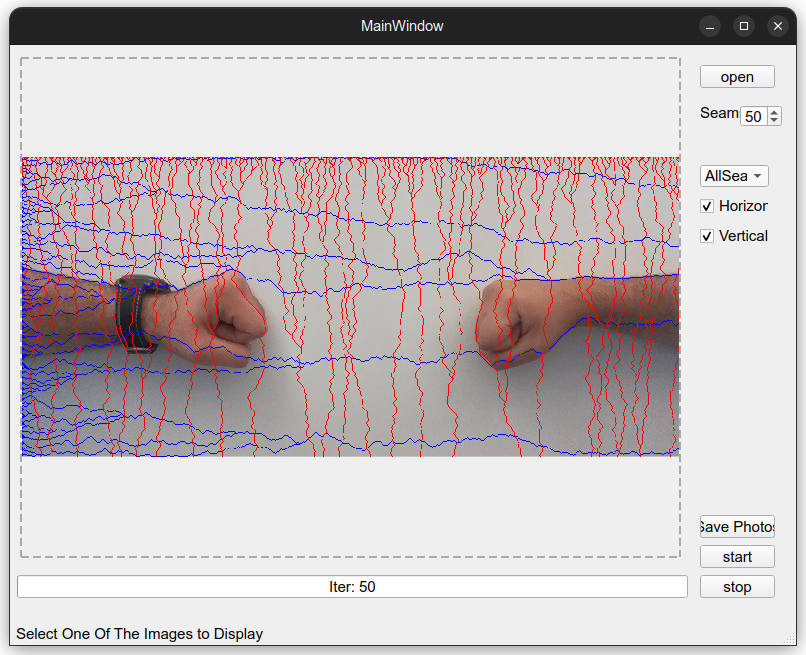 MainWindow
open
Seam
50
AllSea
Horizor
Vertical
Save Photos
start
Iter: 50
stop
Select One Of The Images to Display